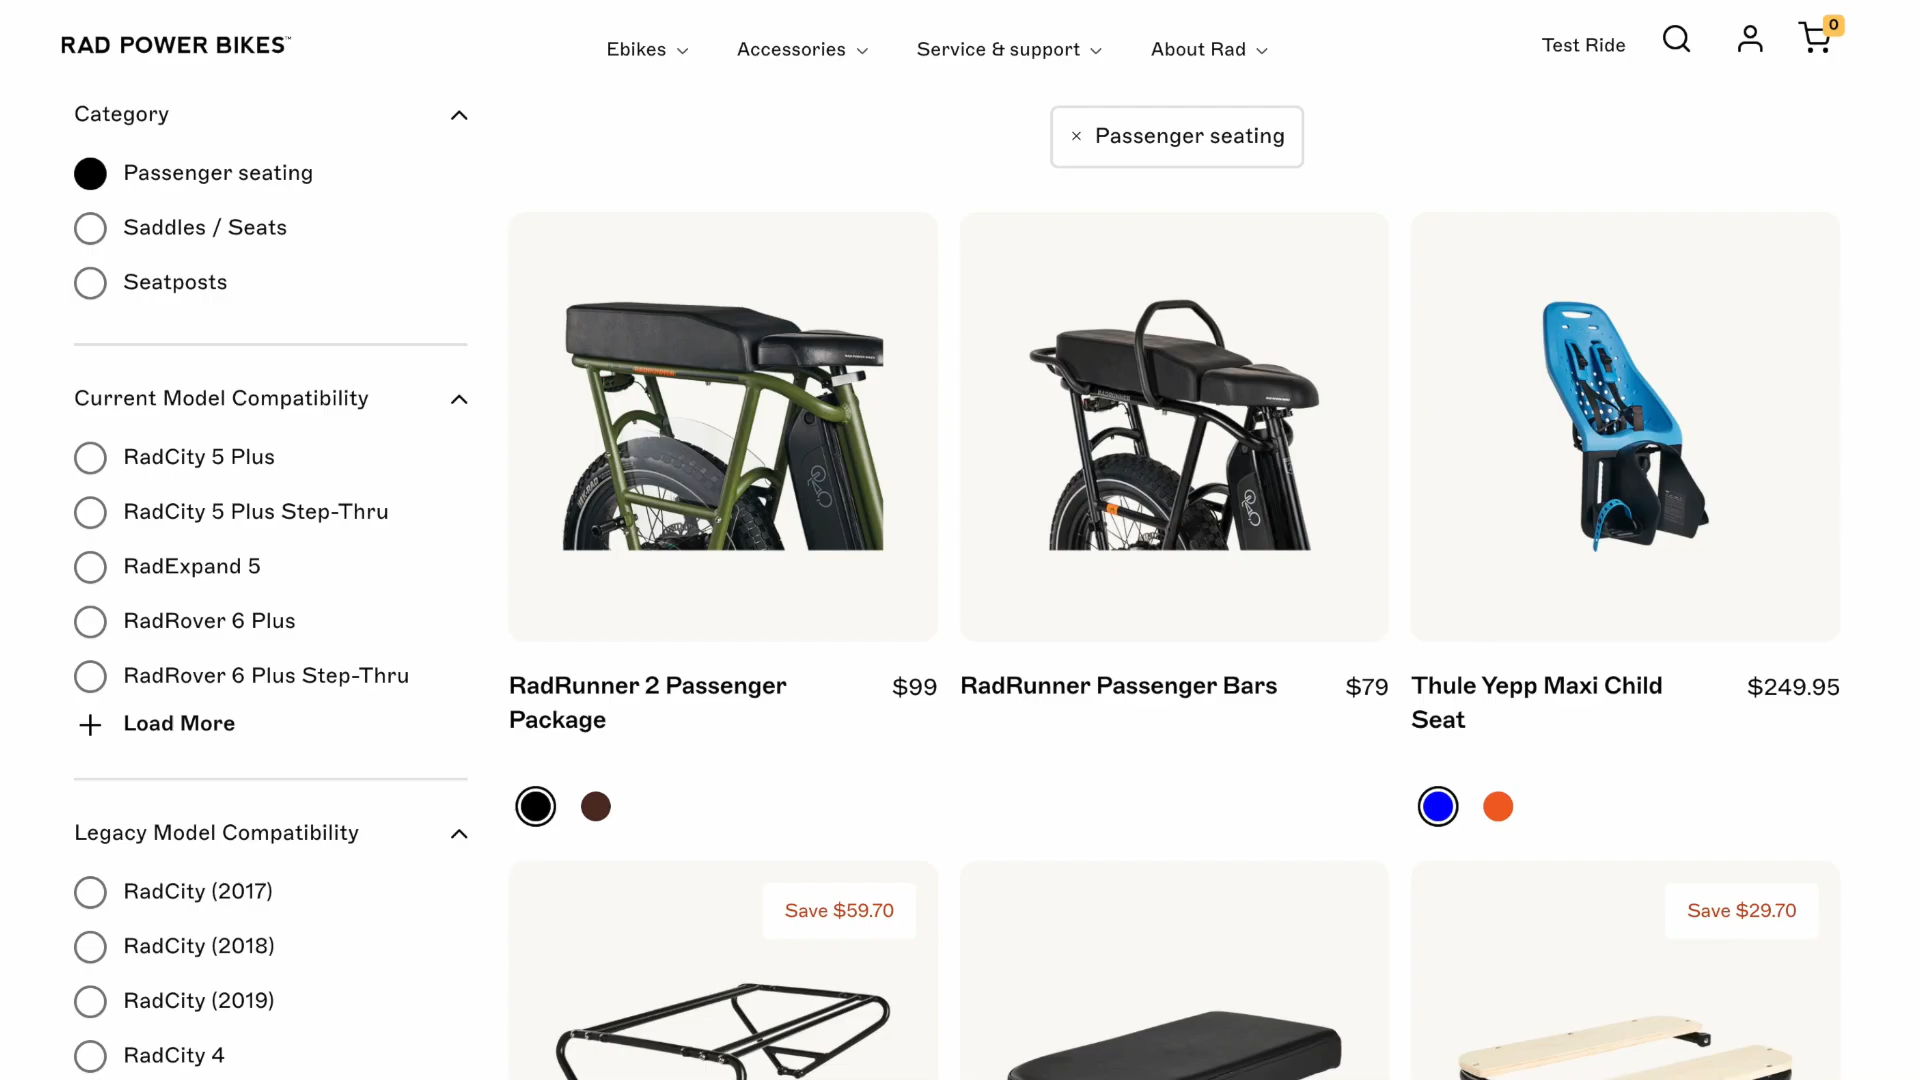 RAD POWER BIKES™
Ebikes
Accessories
Service & support
About Rad
Test Ride
0
Category
Passenger seating
Saddles / Seats
Seatposts
Current Model Compatibility
RadCity 5 Plus
RadCity 5 Plus Step-Thru
RadExpand 5
RadRover 6 Plus
RadRover 6 Plus Step-Thru
Load More
Legacy Model Compatibility
RadCity (2017)
RadCity (2018)
RadCity (2019)
RadCity 4
× Passenger seating
RadRunner 2 Passenger
Package
$99
RadRunner Passenger Bars
$79
Thule Yepp Maxi Child
Seat
$249.95
Save $59.70
Save $29.70